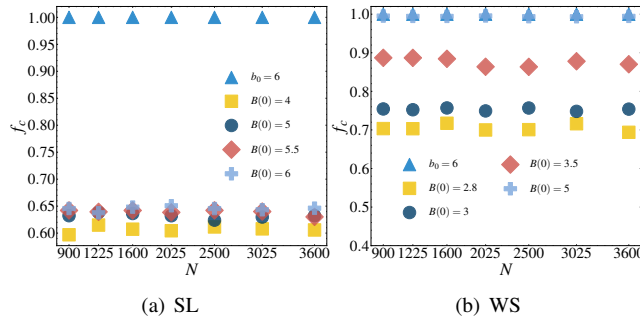 1.00
0.95
0.90
0.85
0.80
0.75
0.70
0.65
0.60
f_c
b_0 = 6
B(0) = 4
B(0) = 5
B(0) = 5.5
B(0) = 6
900 1225 1600 2025 2500 3025 3600
N
(a) SL
1.0
0.9
0.8
0.7
0.6
0.5
0.4
f_c
b_0 = 6
B(0) = 2.8
B(0) = 3
B(0) = 3.5
B(0) = 5
900 1225 1600 2025 2500 3025 3600
N
(b) WS